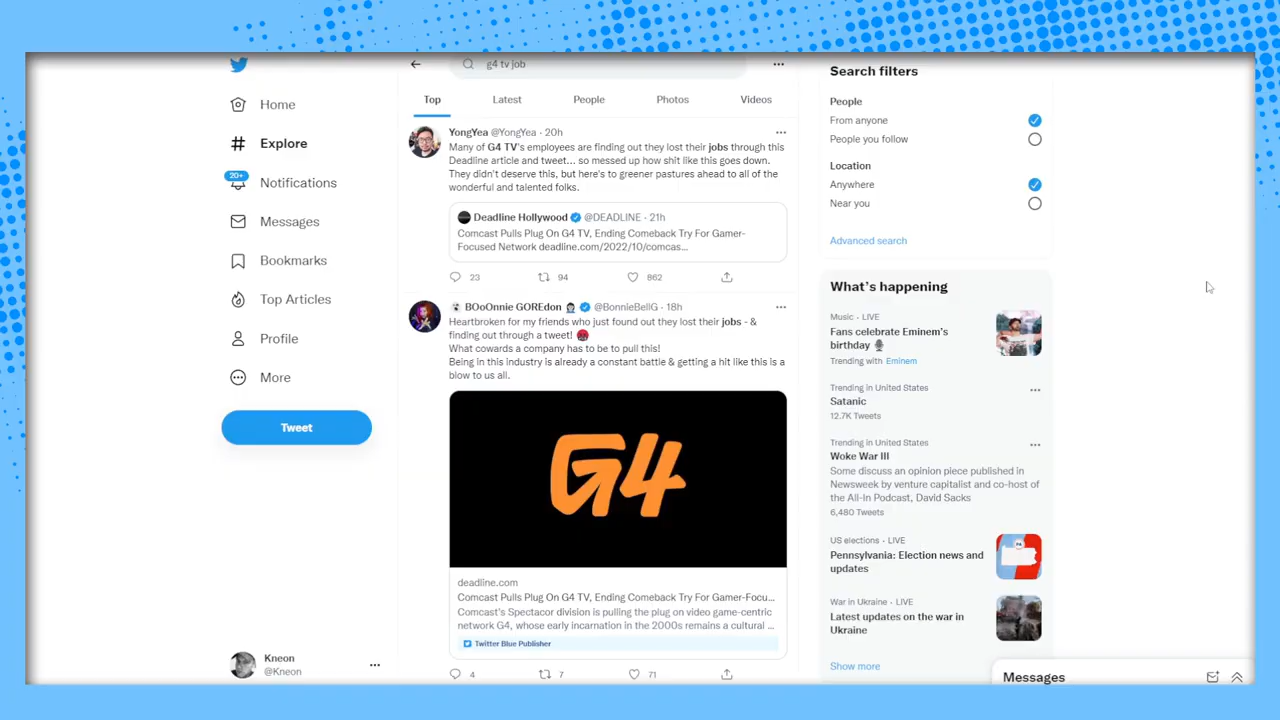 Home
Explore
20+
Notifications
Messages
Bookmarks
Top Articles
Profile
More
Tweet
Kneon
@Kneon
g4 tv job
Top
Latest
People
Photos
Videos
YongYea @YongYea · 20h
Many of G4 TV's employees are finding out they lost their jobs through this
Deadline article and tweet... so messed up how shit like this goes down.
They didn't deserve this, but here's to greener pastures ahead to all of the
wonderful and talented folks.
Deadline Hollywood @DEADLINE · 21h
Comcast Pulls Plug On G4 TV, Ending Comeback Try For Gamer-
Focused Network deadline.com/2022/10/comcas...
23
94
862
BOoOnnie GOREdon @BonnieBellG · 18h
Heartbroken for my friends who just found out they lost their jobs - &
finding out through a tweet!
What cowards a company has to be to pull this!
Being in this industry is already a constant battle & getting a hit like this is a
blow to us all.
G4
deadline.com
Comcast Pulls Plug On G4 TV, Ending Comeback Try For Gamer-Focu...
Comcast's Spectacor division is pulling the plug on video game-centric
network G4, whose early incarnation in the 2000s remains a cultural ...
Twitter Blue Publisher
4
7
71
Search filters
People
From anyone
People you follow
Location
Anywhere
Near you
Advanced search
What's happening
Music · LIVE
Fans celebrate Eminem's
birthday
Trending with Eminem
Trending in United States
Satanic
12.7K Tweets
Trending in United States
Woke War III
Some discuss an opinion piece published in
Newsweek by venture capitalist and co-host of
the All-In Podcast, David Sacks
6,480 Tweets
US elections · LIVE
Pennsylvania: Election news and
updates
War in Ukraine · LIVE
Latest updates on the war in
Ukraine
Show more
Messages